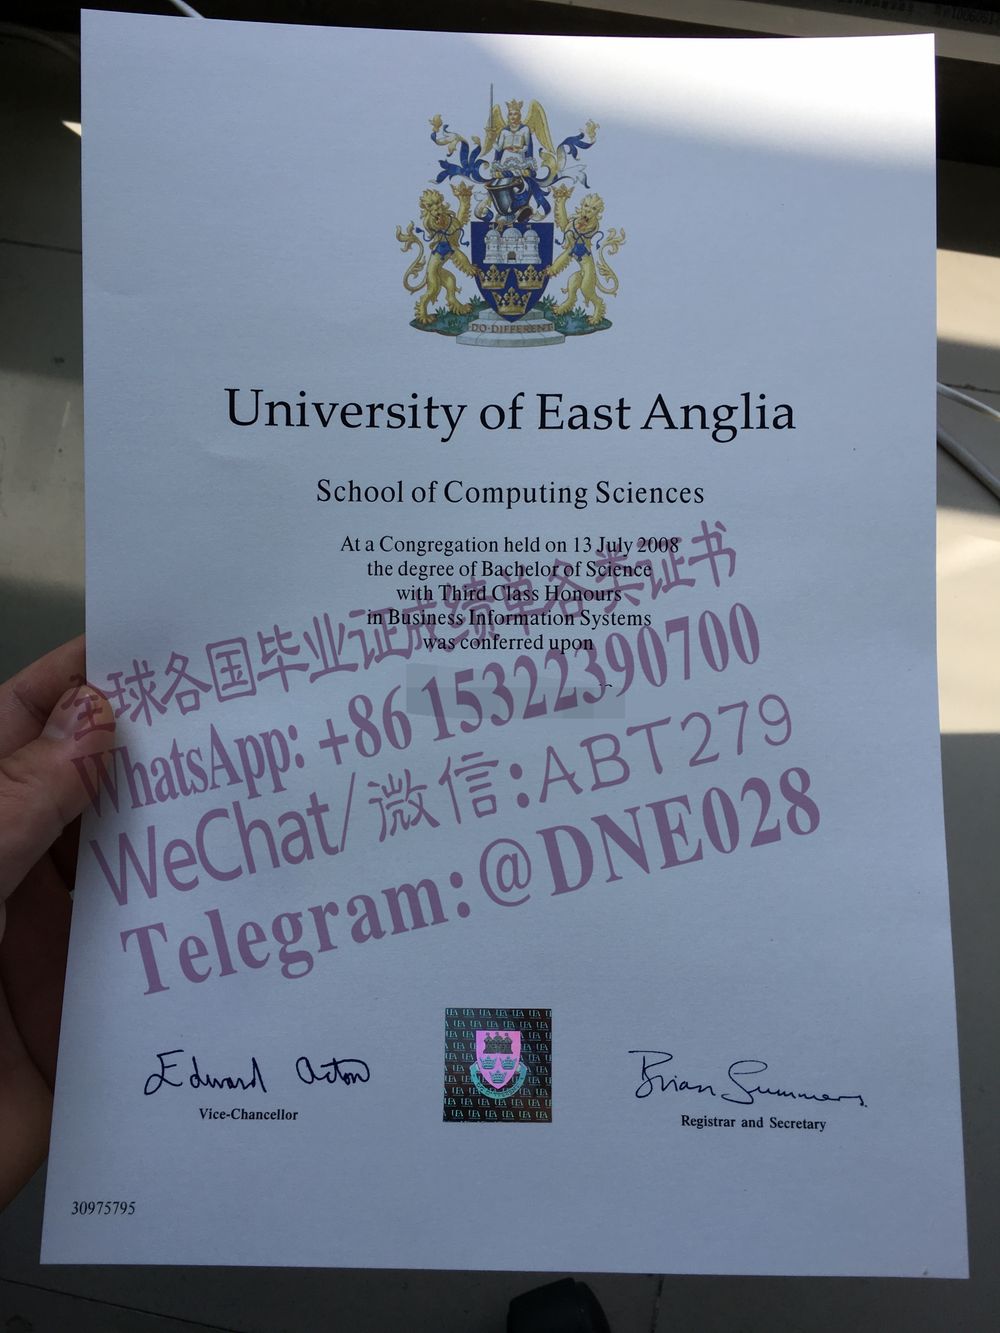 DO·DIFFERENT
University of East Anglia
School of Computing Sciences
At a Congregation held on 13 July 2008
the degree of Bachelor of Science
with Third Class Honours
in Business Information Systems
was conferred upon
全球各国毕业证成绩单各类证书
WhatsApp: +86 15322390700
WeChat/微信:ABT279
Telegram:@DNE028
Edward Acton
Vice-Chancellor
UEA
Brian Summers
Registrar and Secretary
30975795